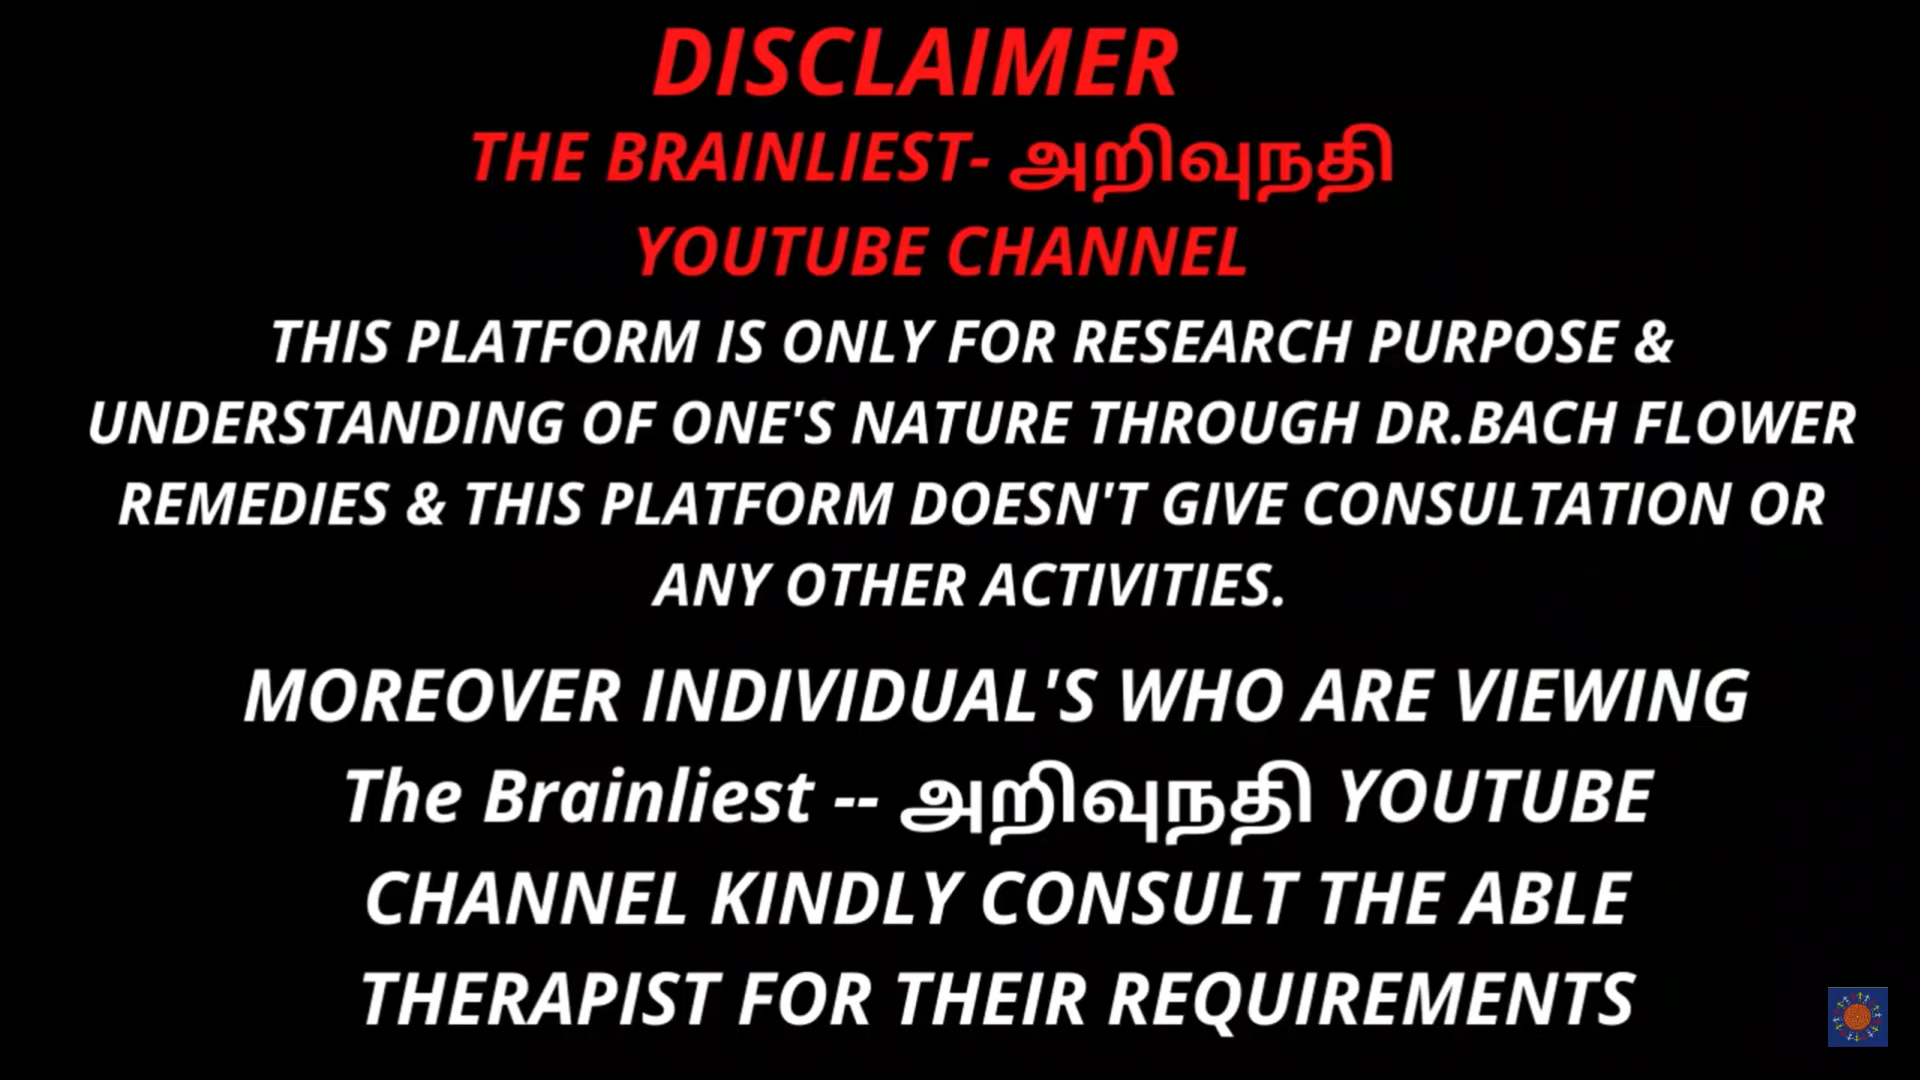 DISCLAIMER
THE BRAINLIEST- அறிவுநதி
YOUTUBE CHANNEL
THIS PLATFORM IS ONLY FOR RESEARCH PURPOSE &
UNDERSTANDING OF ONE'S NATURE THROUGH DR.BACH FLOWER
REMEDIES & THIS PLATFORM DOESN'T GIVE CONSULTATION OR
ANY OTHER ACTIVITIES.
MOREOVER INDIVIDUAL'S WHO ARE VIEWING
The Brainliest -- அறிவுநதி YOUTUBE
CHANNEL KINDLY CONSULT THE ABLE
THERAPIST FOR THEIR REQUIREMENTS